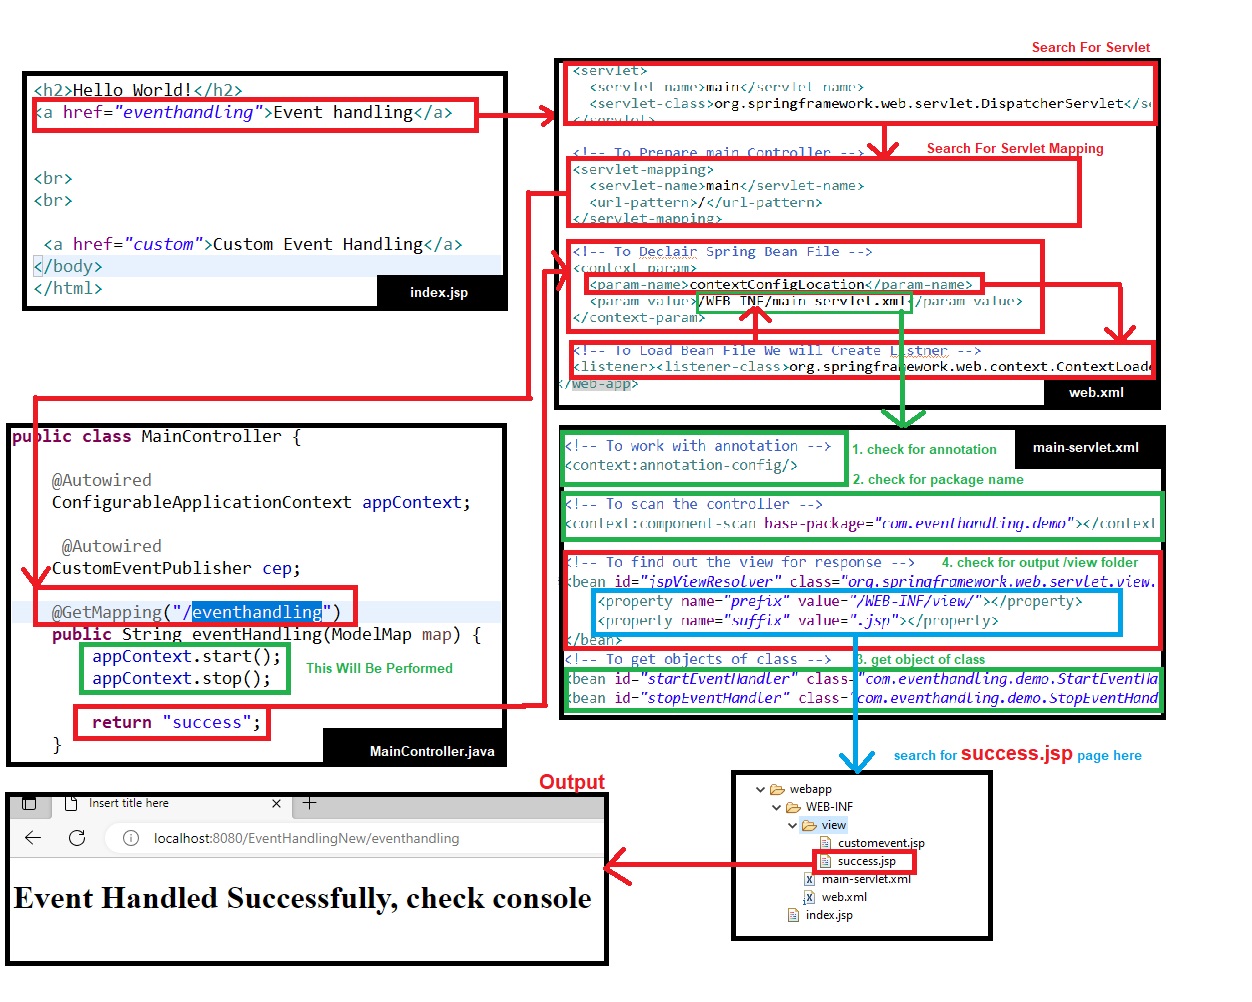 Search For Servlet
<h2>Hello World!</h2>
<a href="eventhandling">Event handling</a>
<br>
<br>
<a href="custom">Custom Event Handling</a>
</body>
</html>
index.jsp
<servlet>
<servlet-name>main</servlet-name>
<servlet-class>org.springframework.web.servlet.DispatcherServlet</se
</servlet>
<!-- To Prepare main Controller -->
Search For Servlet Mapping
<servlet-mapping>
<servlet-name>main</servlet-name>
<url-pattern>/</url-pattern>
</servlet-mapping>
<!-- To Declair Spring Bean File -->
<context-param>
<param-name>contextConfigLocation</param-name>
<param-value>/WEB-INF/main-servlet.xml</param-value>
</context-param>
<!-- To Load Bean File We will Create Listner -->
<listener><listener-class>org.springframework.web.context.ContextLoade
</web-app>
web.xml
public class MainController {
@Autowired
ConfigurableApplicationContext appContext;
@Autowired
CustomEventPublisher cep;
@GetMapping("/eventhandling")
public String eventHandling(ModelMap map) {
appContext.start();
appContext.stop();
This Will Be Performed
return "success";
}
MainController.java
<!-- To work with annotation -->
<context:annotation-config/>
1. check for annotation
main-servlet.xml
2. check for package name
<!-- To scan the controller -->
<context:component-scan base-package="com.eventhandling.demo"></context
<!-- To find out the view for response -->
4. check for output /view folder
<bean id="jspViewResolver" class="org.springframework.web.servlet.view.
<property name="prefix" value="/WEB-INF/view/"></property>
<property name="suffix" value=".jsp"></property>
</bean>
<!-- To get objects of class -->
3. get object of class
<bean id="startEventHandler" class="com.eventhandling.demo.StartEventHa
<bean id="stopEventHandler" class="com.eventhandling.demo.StopEventHand
search for success.jsp page here
webapp
WEB-INF
view
customevent.jsp
success.jsp
main-servlet.xml
web.xml
index.jsp
Output
Insert title here
localhost:8080/EventHandlingNew/eventhandling
Event Handled Successfully, check console